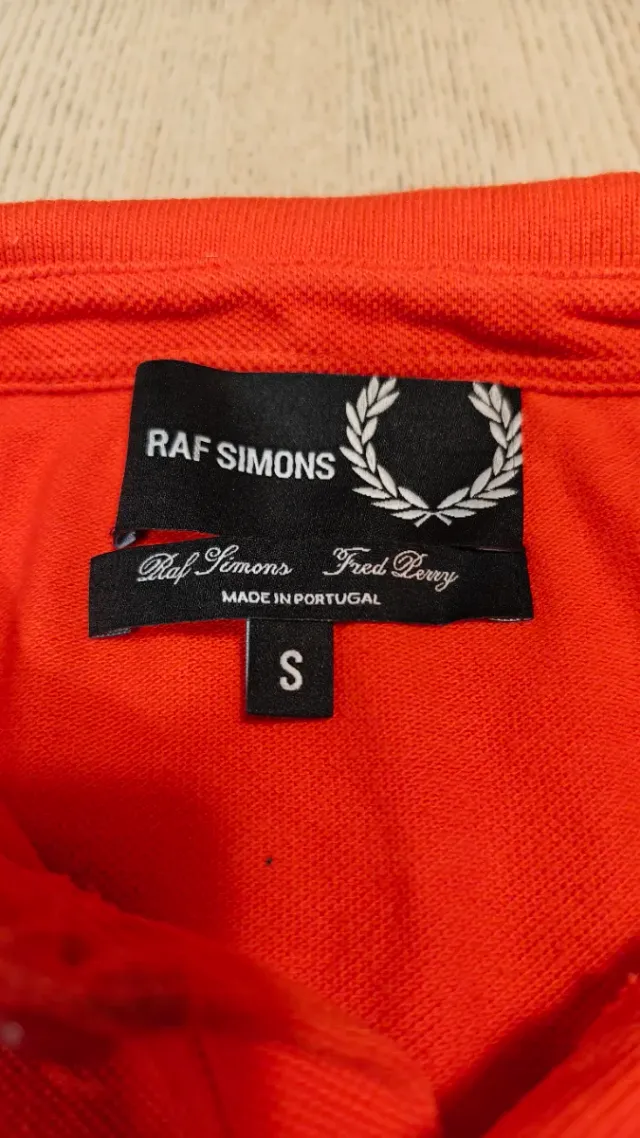 RAF SIMONS
Raf Simons Fred Perry
MADE IN PORTUGAL
S